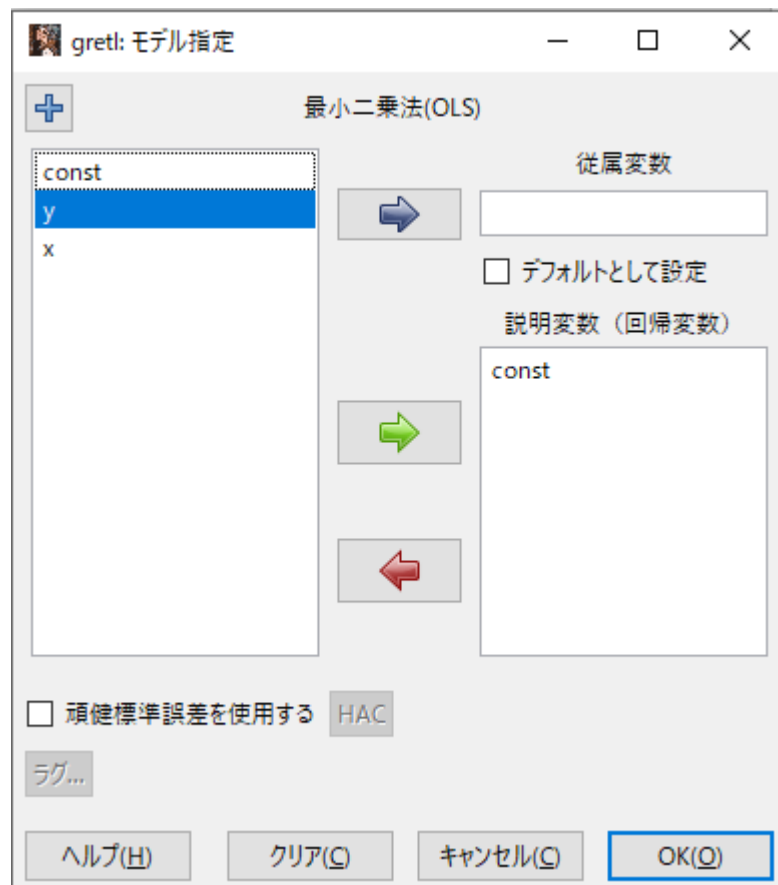 gretl: モデル指定
最小二乗法(OLS)
const
y
x
従属変数
デフォルトとして設定
説明変数（回帰変数）
const
頑健標準誤差を使用する
HAC
ラグ...
ヘルプ(H)
クリア(C)
キャンセル(C)
OK(O)